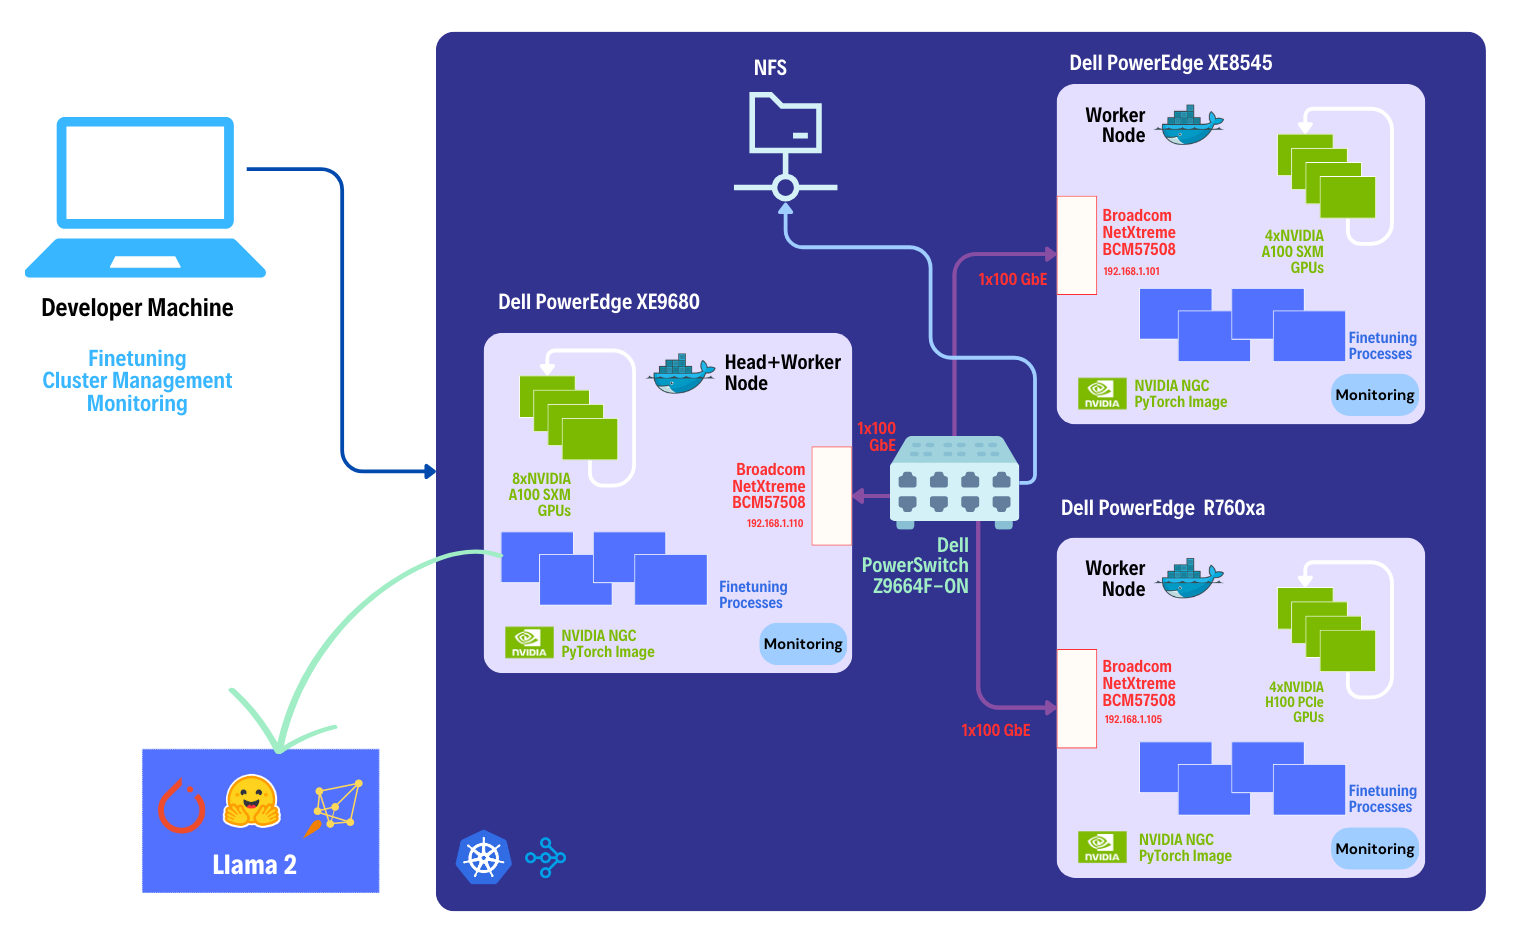 Developer Machine
Finetuning
Cluster Management
Monitoring
Llama 2
NFS
Dell PowerEdge XE9680
Head+Worker
Node
8xNVIDIA
A100 SXM
GPUs
Broadcom
NetXtreme
BCM57508
192.168.1.110
Finetuning
Processes
NVIDIA
NVIDIA NGC
PyTorch Image
Monitoring
1x100
GbE
Dell
PowerSwitch
Z9664F-ON
1x100 GbE
1x100 GbE
Dell PowerEdge XE8545
Worker
Node
Broadcom
NetXtreme
BCM57508
192.168.1.101
4xNVIDIA
A100 SXM
GPUs
Finetuning
Processes
NVIDIA
NVIDIA NGC
PyTorch Image
Monitoring
Dell PowerEdge R760xa
Worker
Node
Broadcom
NetXtreme
BCM57508
192.168.1.105
4xNVIDIA
H100 PCIe
GPUs
Finetuning
Processes
NVIDIA
NVIDIA NGC
PyTorch Image
Monitoring